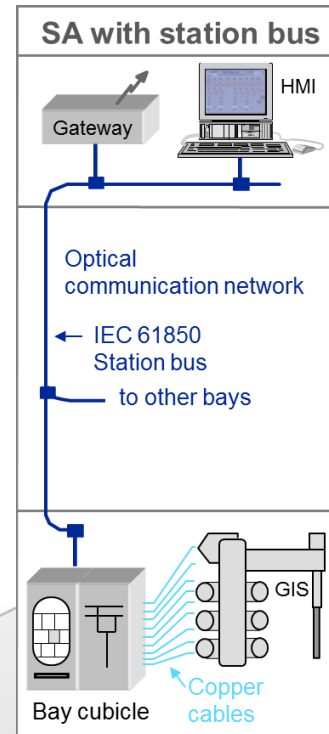 SA with station bus
HMI
Gateway
Optical
communication network
IEC 61850
Station bus
to other bays
GIS
Copper
cables
Bay cubicle